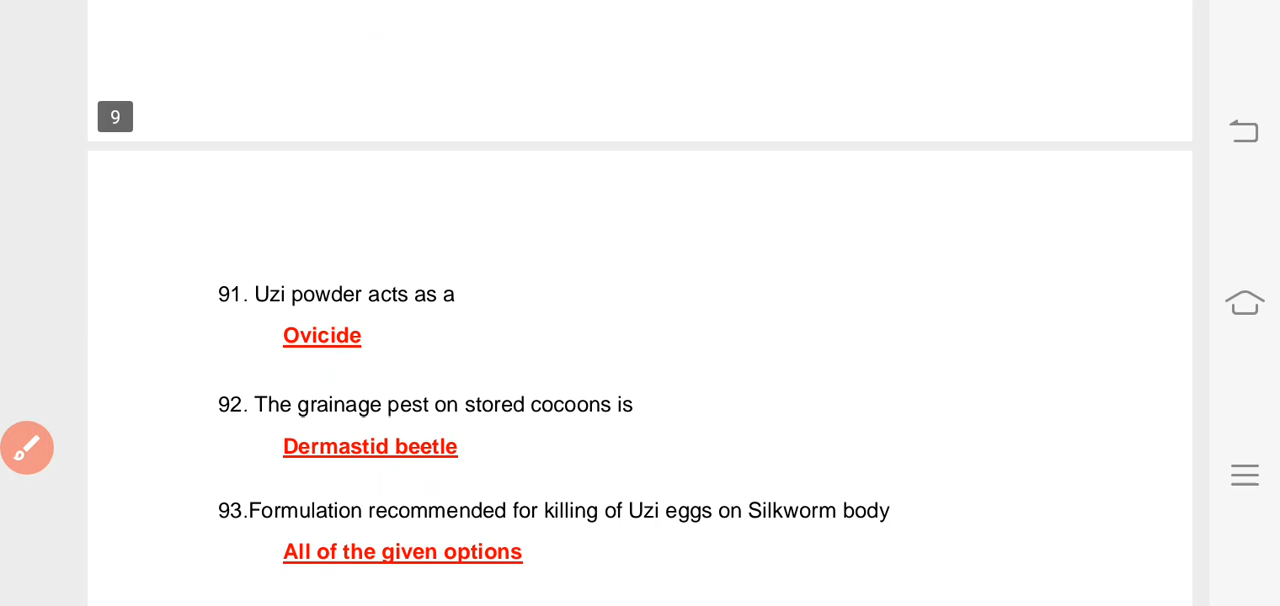 9
91. Uzi powder acts as a
Ovicide
92. The grainage pest on stored cocoons is
Dermastid beetle
93.Formulation recommended for killing of Uzi eggs on Silkworm body
All of the given options